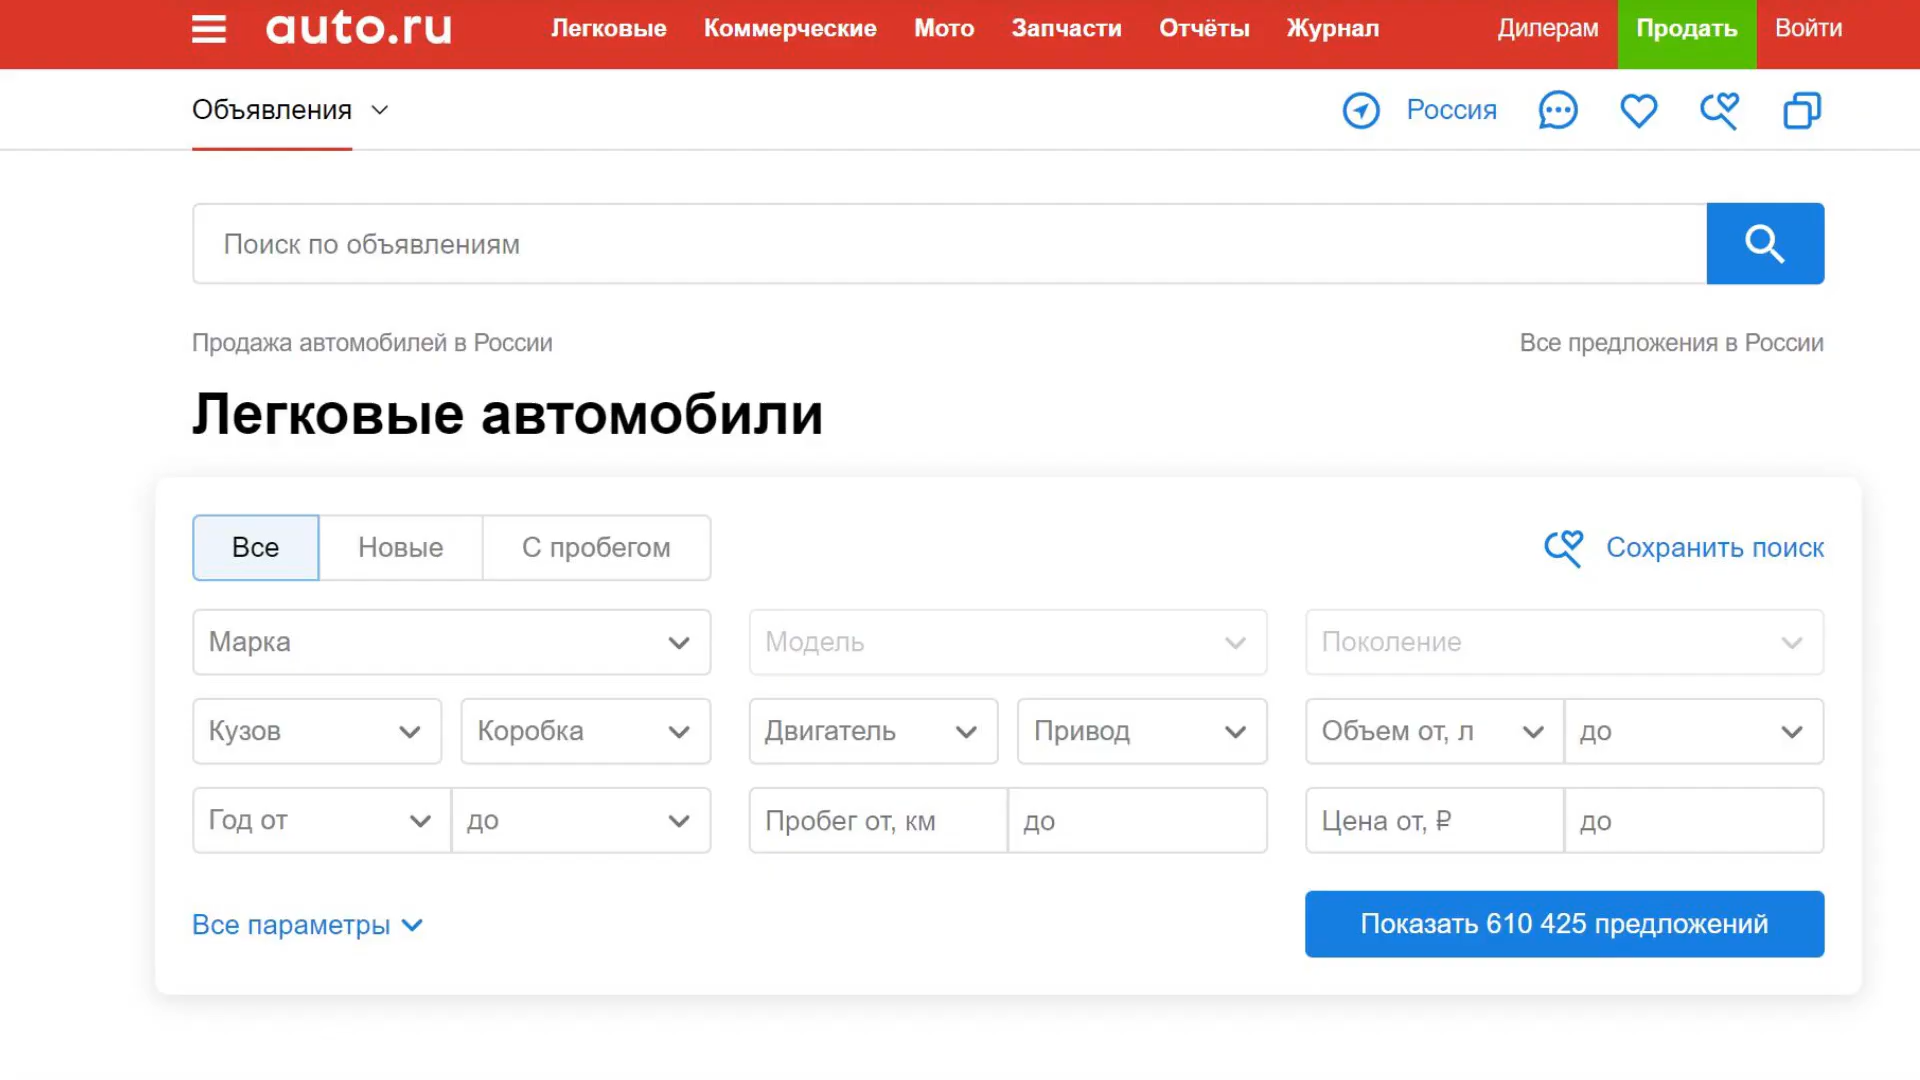 auto.ru Легковые Коммерческие Мото Запчасти Отчёты Журнал Дилерам Продать Войти
Объявления Россия
Поиск по объявлениям
Продажа автомобилей в России Все предложения в России
Легковые автомобили
Все Новые С пробегом Сохранить поиск
Марка Модель Поколение
Кузов Коробка Двигатель Привод Объем от, л до
Год от до Пробег от, км до Цена от, ₽ до
Все параметры Показать 610 425 предложений